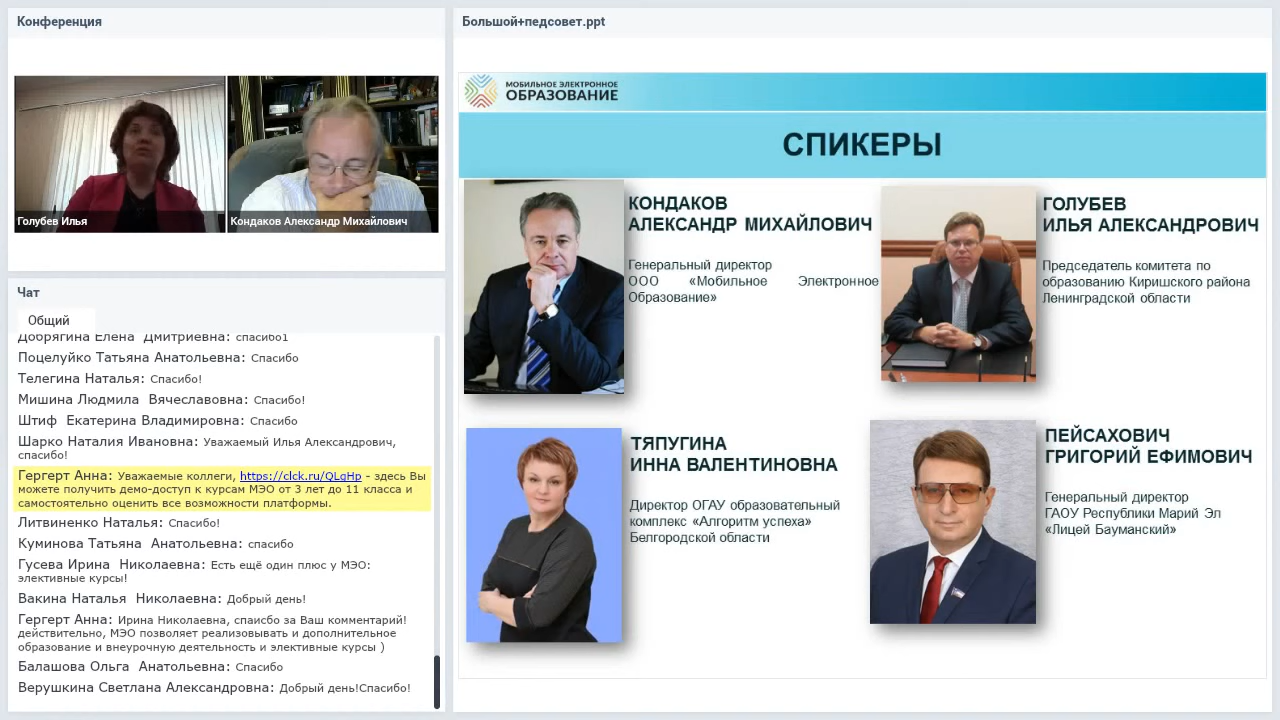 Конференция
Голубев Илья
Кондаков Александр Михайлович
Чат
Общий
Добрягина Елена Дмитриевна: спасибо1
Поцелуйко Татьяна Анатольевна: Спасибо
Телегина Наталья: Спасибо!
Мишина Людмила Вячеславовна: Спасибо!
Штиф Екатерина Владимировна: Спасибо
Шарко Наталия Ивановна: Уважаемый Илья Александрович,
спасибо!
Гергерт Анна: Уважаемые коллеги, https://clck.ru/QLgHp - здесь Вы
можете получить демо-доступ к курсам МЭО от 3 лет до 11 класса и
самостоятельно оценить все возможности платформы.
Литвиненко Наталья: Спасибо!
Куминова Татьяна Анатольевна: спасибо
Гусева Ирина Николаевна: Есть ещё один плюс у МЭО:
элективные курсы!
Вакина Наталья Николаевна: Добрый день!
Гергерт Анна: Ирина Николаевна, спаисбо за Ваш комментарий!
действительно, МЭО позволяет реализовывать и дополнительное
образование и внеурочную деятельность и элективные курсы )
Балашова Ольга Анатольевна: Спасибо
Верушкина Светлана Александровна: Добрый день!Спасибо!
Большой+педсовет.ppt
МОБИЛЬНОЕ ЭЛЕКТРОННОЕ
ОБРАЗОВАНИЕ
СПИКЕРЫ
КОНДАКОВ
АЛЕКСАНДР МИХАЙЛОВИЧ
Генеральный директор
ООО «Мобильное Электронное
Образование»
ГОЛУБЕВ
ИЛЬЯ АЛЕКСАНДРОВИЧ
Председатель комитета по
образованию Киришского района
Ленинградской области
ТЯПУГИНА
ИННА ВАЛЕНТИНОВНА
Директор ОГАУ образовательный
комплекс «Алгоритм успеха»
Белгородской области
ПЕЙСАХОВИЧ
ГРИГОРИЙ ЕФИМОВИЧ
Генеральный директор
ГАОУ Республики Марий Эл
«Лицей Бауманский»